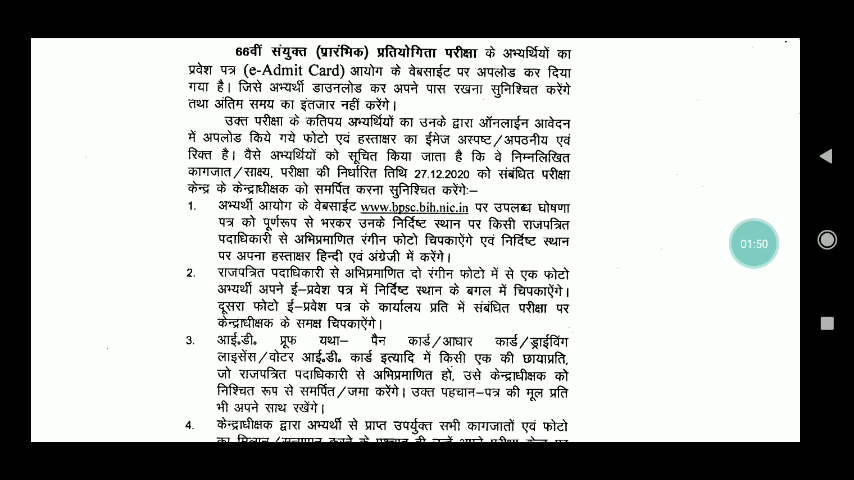 66वीं संयुक्त (प्रारंभिक) प्रतियोगिता परीक्षा के अभ्यर्थियों का
प्रवेश पत्र (e-Admit Card) आयोग के वेबसाईट पर अपलोड कर दिया
गया है। जिसे अभ्यर्थी डाउनलोड कर अपने पास रखना सुनिश्चित करेंगे
तथा अंतिम समय का इंतजार नहीं करेंगे।
उक्त परीक्षा के कतिपय अभ्यर्थियों का उनके द्वारा ऑनलाईन आवेदन
में अपलोड किये गये फोटो एवं हस्ताक्षर का ईमेज अस्पष्ट/अपठनीय एवं
रिक्त है। वैसे अभ्यर्थियों को सूचित किया जाता है कि वे निम्नलिखित
कागजात/साक्ष्य, परीक्षा की निर्धारित तिथि 27.12.2020 को संबंधित परीक्षा
केन्द्र के केन्द्राधीक्षक को समर्पित करना सुनिश्चित करेंगेः–
1. अभ्यर्थी आयोग के वेबसाईट www.bpsc.bih.nic.in पर उपलब्ध घोषणा
पत्र को पूर्णरूप से भरकर उनके निर्दिष्ट स्थान पर किसी राजपत्रित
पदाधिकारी से अभिप्रमाणित रंगीन फोटो चिपकाऐंगे एवं निर्दिष्ट स्थान
पर अपना हस्ताक्षर हिन्दी एवं अंग्रेजी में करेंगे।
2. राजपत्रित पदाधिकारी से अभिप्रमाणित दो रंगीन फोटो में से एक फोटो
अभ्यर्थी अपने ई–प्रवेश पत्र में निर्दिष्ट स्थान के बगल में चिपकाऐंगे।
दूसरा फोटो ई–प्रवेश पत्र के कार्यालय प्रति में संबंधित परीक्षा पर
केन्द्राधीक्षक के समक्ष चिपकाऐंगे।
3. आई.डी. प्रूफ यथा– पैन कार्ड/आधार कार्ड/ड्राईविंग
लाइसेंस/वोटर आई.डी. कार्ड इत्यादि में किसी एक की छायाप्रति,
जो राजपत्रित पदाधिकारी से अभिप्रमाणित हो, उसे केन्द्राधीक्षक को
निश्चित रूप से समर्पित/जमा करेंगे। उक्त पहचान–पत्र की मूल प्रति
भी अपने साथ रखेंगे।
4. केन्द्राधीक्षक द्वारा अभ्यर्थी से प्राप्त उपर्युक्त सभी कागजातों एवं फोटो
01:50